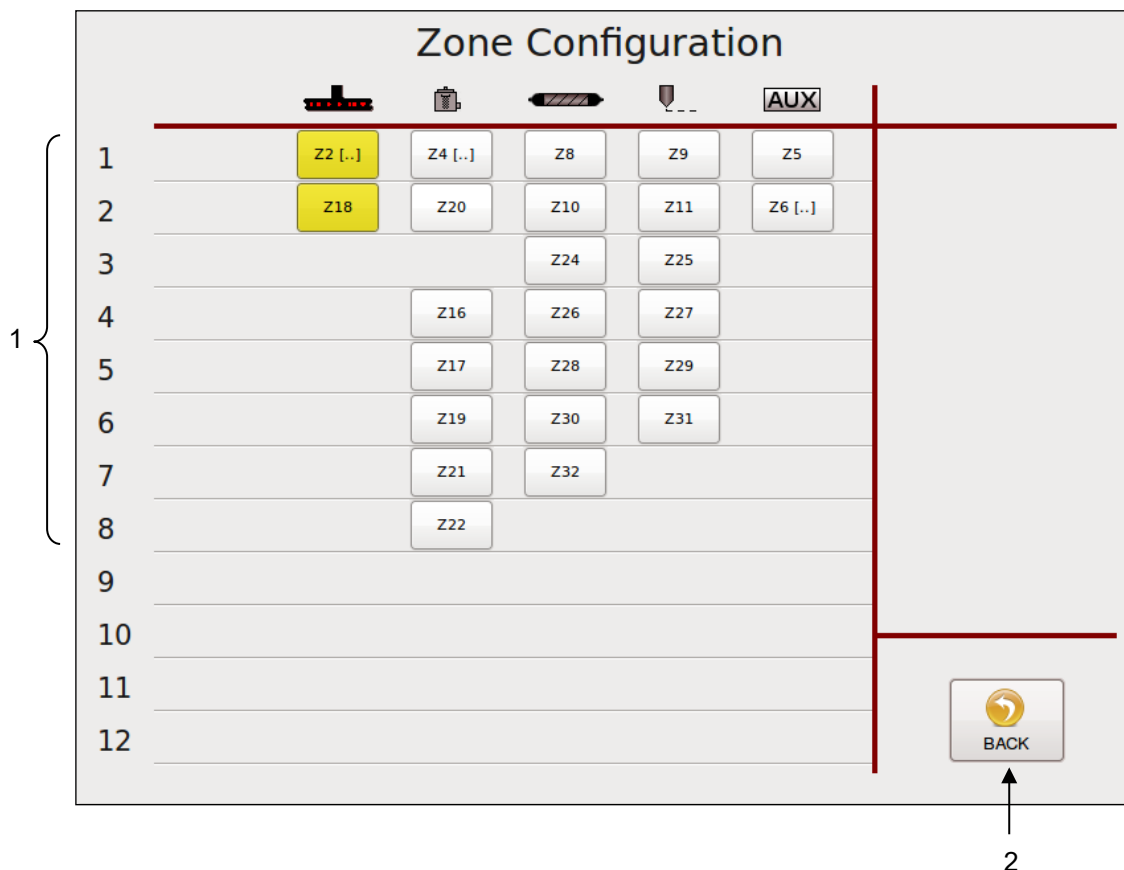 Zone Configuration
AUX
1 Z2 [..] Z4 [..] Z8 Z9 Z5
2 Z18 Z20 Z10 Z11 Z6 [..]
3 Z24 Z25
4 Z16 Z26 Z27
1
5 Z17 Z28 Z29
6 Z19 Z30 Z31
7 Z21 Z32
8 Z22
9
10
11
12
BACK
2